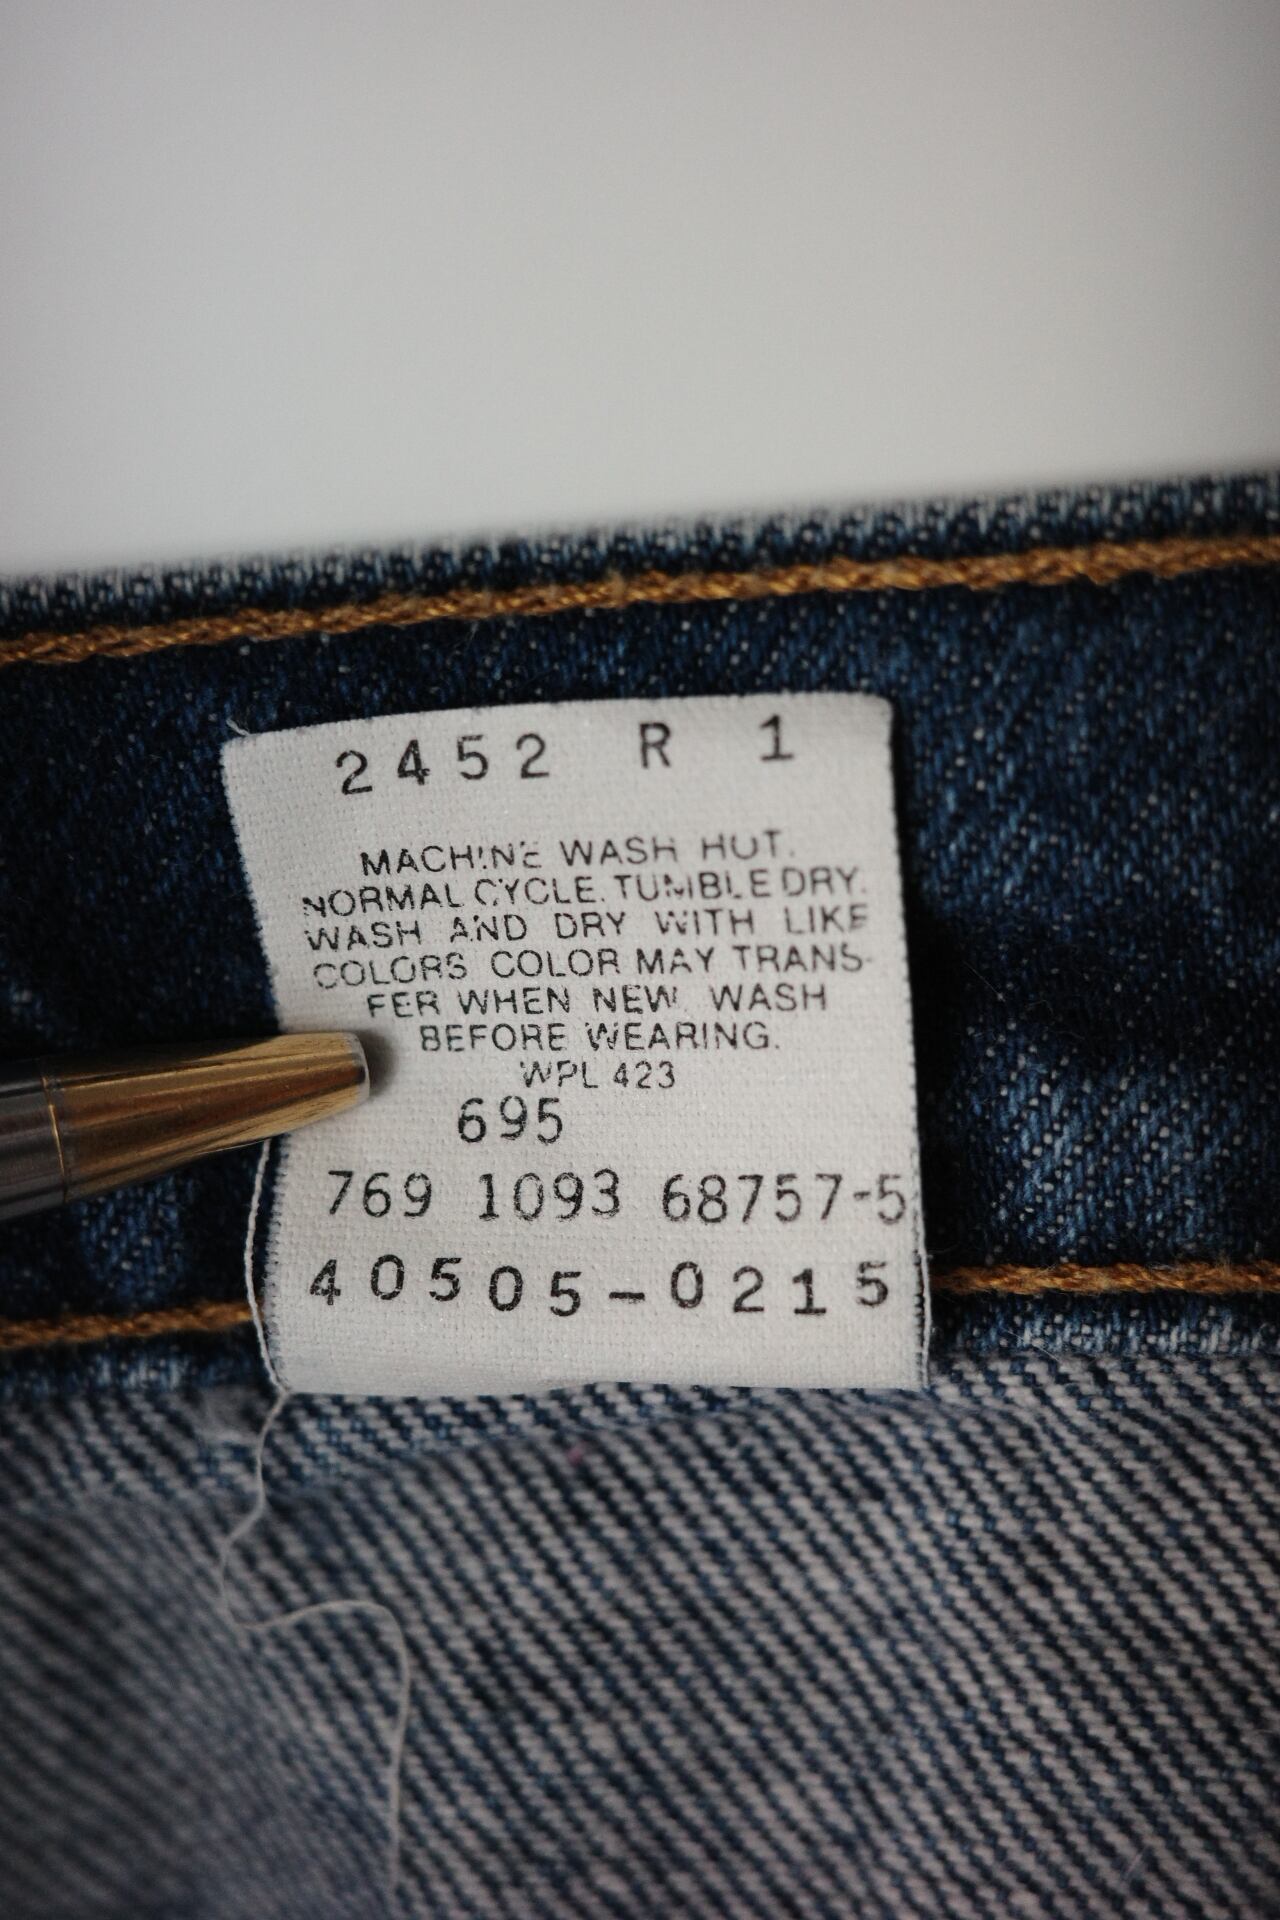 2452 R 1
MACHINE WASH HOT.
NORMAL CYCLE. TUMBLE DRY.
WASH AND DRY WITH LIKE
COLORS COLOR MAY TRANS-
FER WHEN NEW. WASH
BEFORE WEARING.
WPL 423
695
769 1093 68757-5
40505-0215